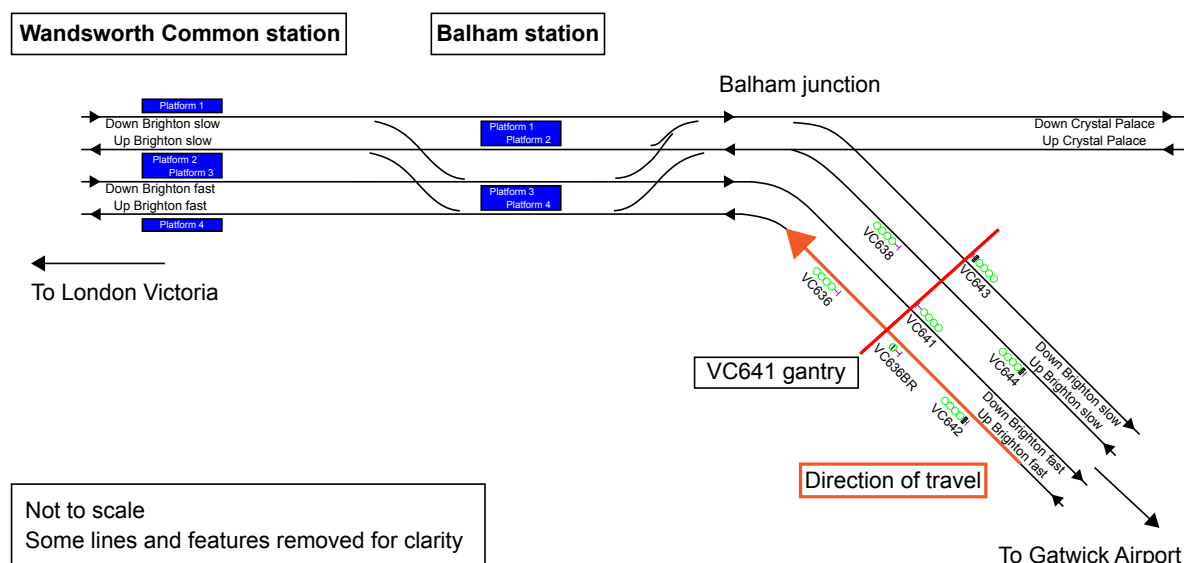 Wandsworth Common station
Balham station
Balham junction
Platform 1
Down Brighton slow
Up Brighton slow
Platform 2
Platform 3
Down Brighton fast
Up Brighton fast
Platform 4
Platform 1
Platform 2
Platform 3
Platform 4
Down Crystal Palace
Up Crystal Palace
To London Victoria
VC638
VC643
VC636
VC641
VC636BR
VC644
VC642
VC641 gantry
Down Brighton slow
Up Brighton slow
Down Brighton fast
Up Brighton fast
Direction of travel
Not to scale
Some lines and features removed for clarity
To Gatwick Airport